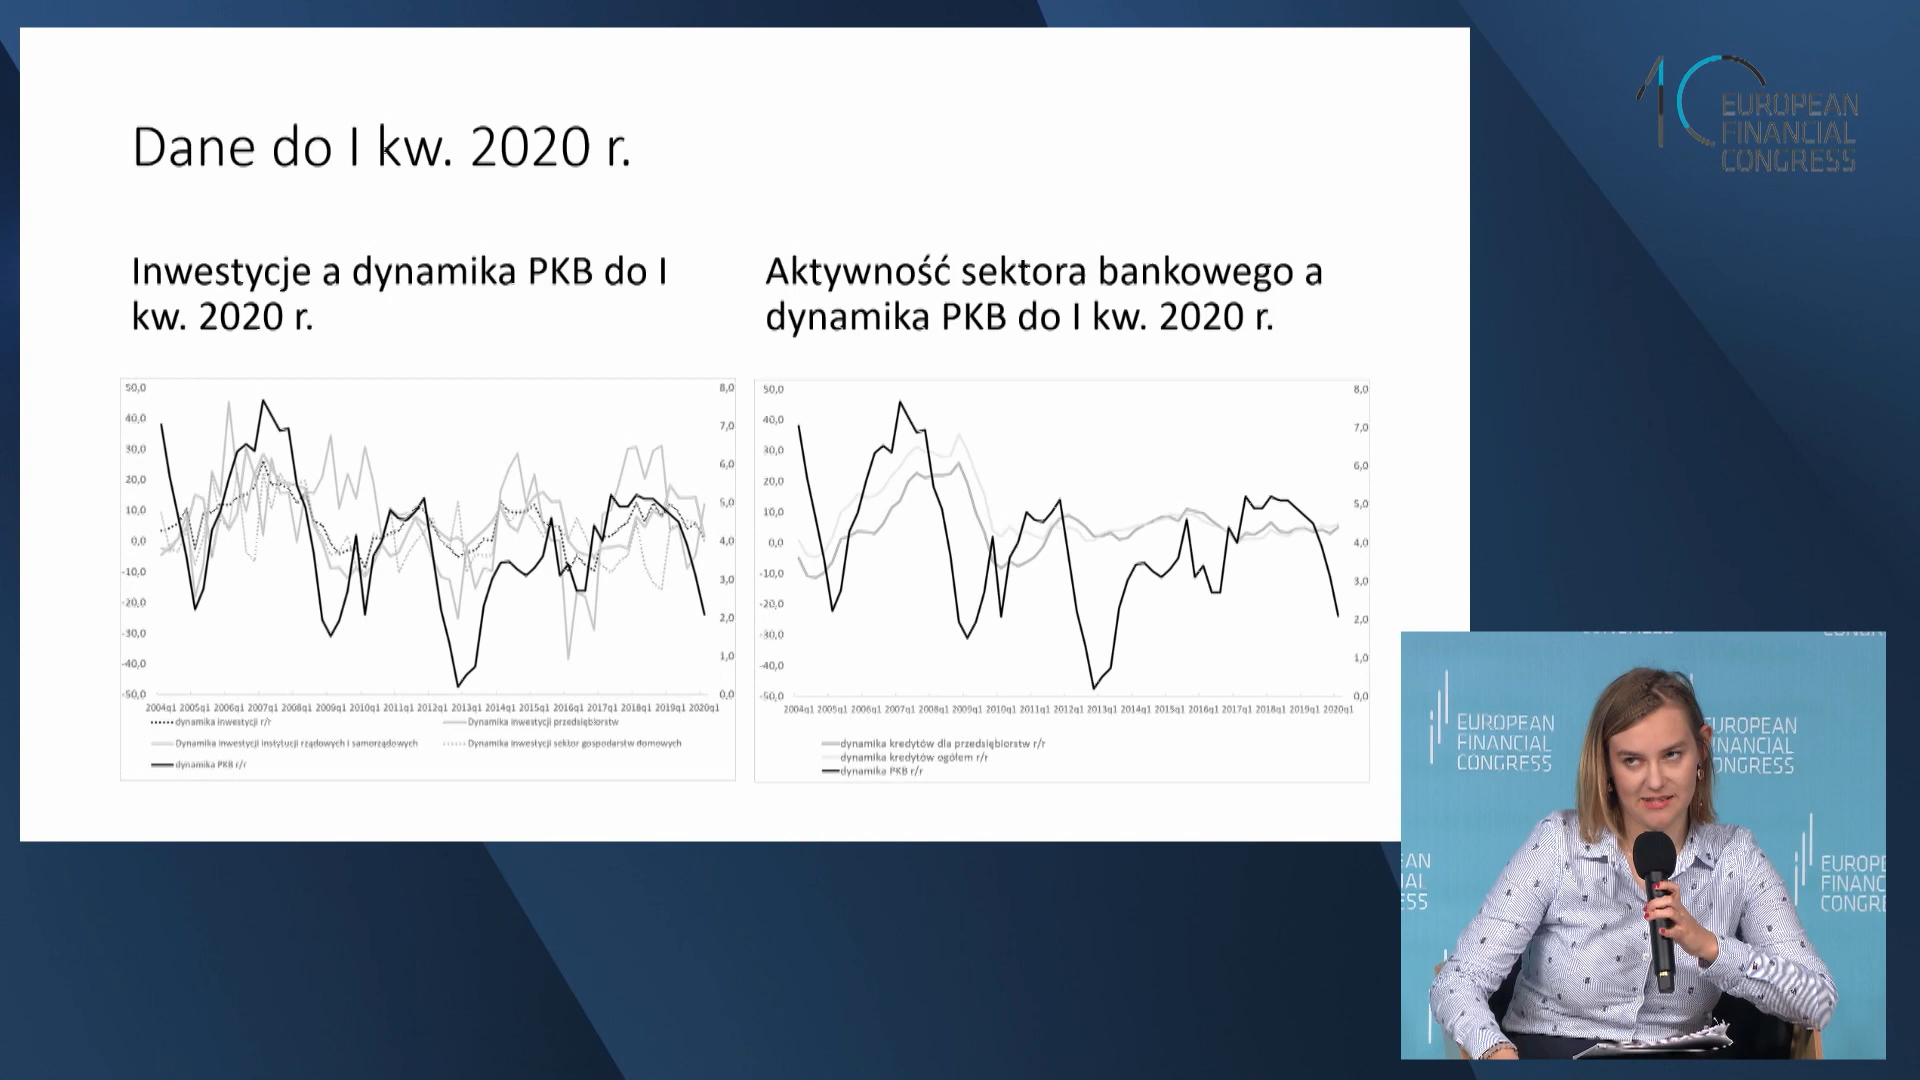 Dane do I kw. 2020 r.
Inwestycje a dynamika PKB do I
kw. 2020 r.
50,0
40,0
30,0
20,0
10,0
0,0
-10,0
-20,0
-30,0
-40,0
-50,0
8,0
7,0
6,0
5,0
4,0
3,0
2,0
1,0
0,0
2004q1 2005q1 2006q1 2007q1 2008q1 2009q1 2010q1 2011q1 2012q1 2013q1 2014q1 2015q1 2016q1 2017q1 2018q1 2019q1 2020q1
dynamika inwestycji r/r
Dynamika inwestycji przedsiębiorstw
Dynamika inwestycji instytucji rządowych i samorządowych
Dynamika inwestycji sektor gospodarstw domowych
dynamika PKB r/r
Aktywność sektora bankowego a
dynamika PKB do I kw. 2020 r.
50,0
40,0
30,0
20,0
10,0
0,0
-10,0
-20,0
-30,0
-40,0
-50,0
8,0
7,0
6,0
5,0
4,0
3,0
2,0
1,0
0,0
2004q1 2005q1 2006q1 2007q1 2008q1 2009q1 2010q1 2011q1 2012q1 2013q1 2014q1 2015q1 2016q1 2017q1 2018q1 2019q1 2020q1
dynamika kredytów dla przedsiębiorstw r/r
dynamika kredytów ogółem r/r
dynamika PKB r/r
10 EUROPEAN
FINANCIAL
CONGRESS
EUROPEAN
FINANCIAL
CONGRESS
EUROPEAN
FINANCIAL
CONGRESS